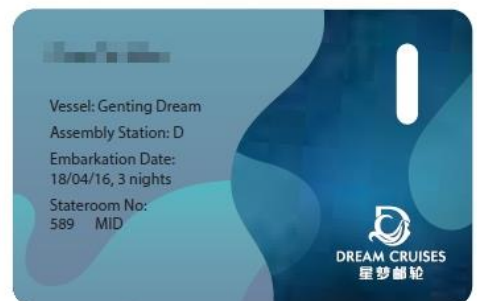 Vessel: Genting Dream
Assembly Station: D
Embarkation Date:
18/04/16, 3 nights
Stateroom No:
589 MID
DREAM CRUISES
星梦邮轮